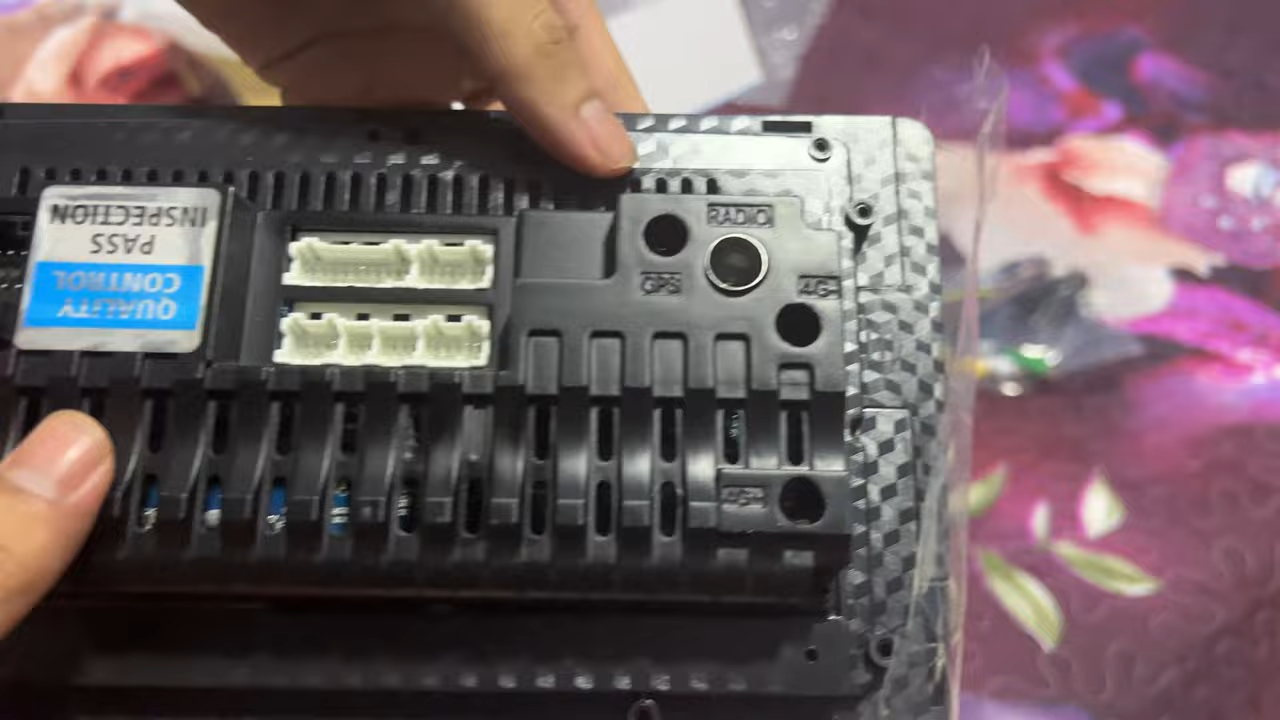 QUALITY
CONTROL
PASS
INSPECTION
RADIO
GPS
4G-
4G+